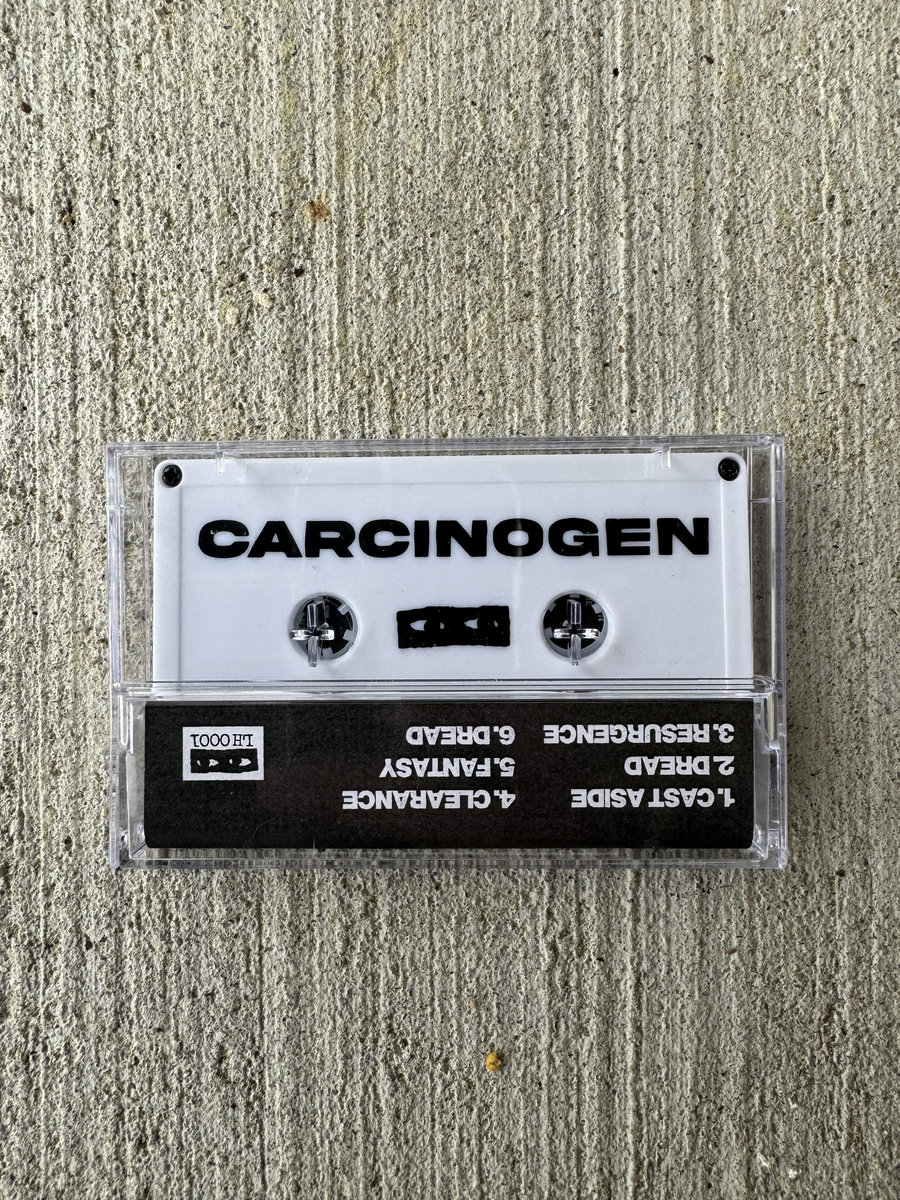 CARCINOGEN
1. CAST ASIDE
2. DREAD
3. RESURGENCE
4. CLEARANCE
5. FANTASY
6. DREAD
LH 0001